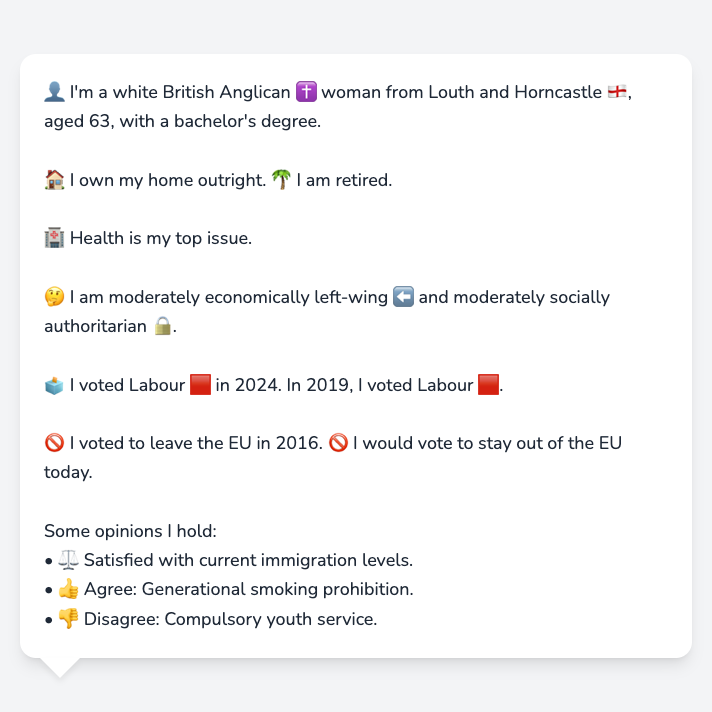 👤 I'm a white British Anglican ✝️ woman from Louth and Horncastle 🏴󠁧󠁢󠁥󠁮󠁧󠁿,
aged 63, with a bachelor's degree.
🏠 I own my home outright. 🌴 I am retired.
🏥 Health is my top issue.
🤔 I am moderately economically left-wing ⬅️ and moderately socially
authoritarian 🔒.
🗳️ I voted Labour 🟥 in 2024. In 2019, I voted Labour 🟥.
🚫 I voted to leave the EU in 2016. 🚫 I would vote to stay out of the EU
today.
Some opinions I hold:
• ⚖️ Satisfied with current immigration levels.
• 👍 Agree: Generational smoking prohibition.
• 👎 Disagree: Compulsory youth service.